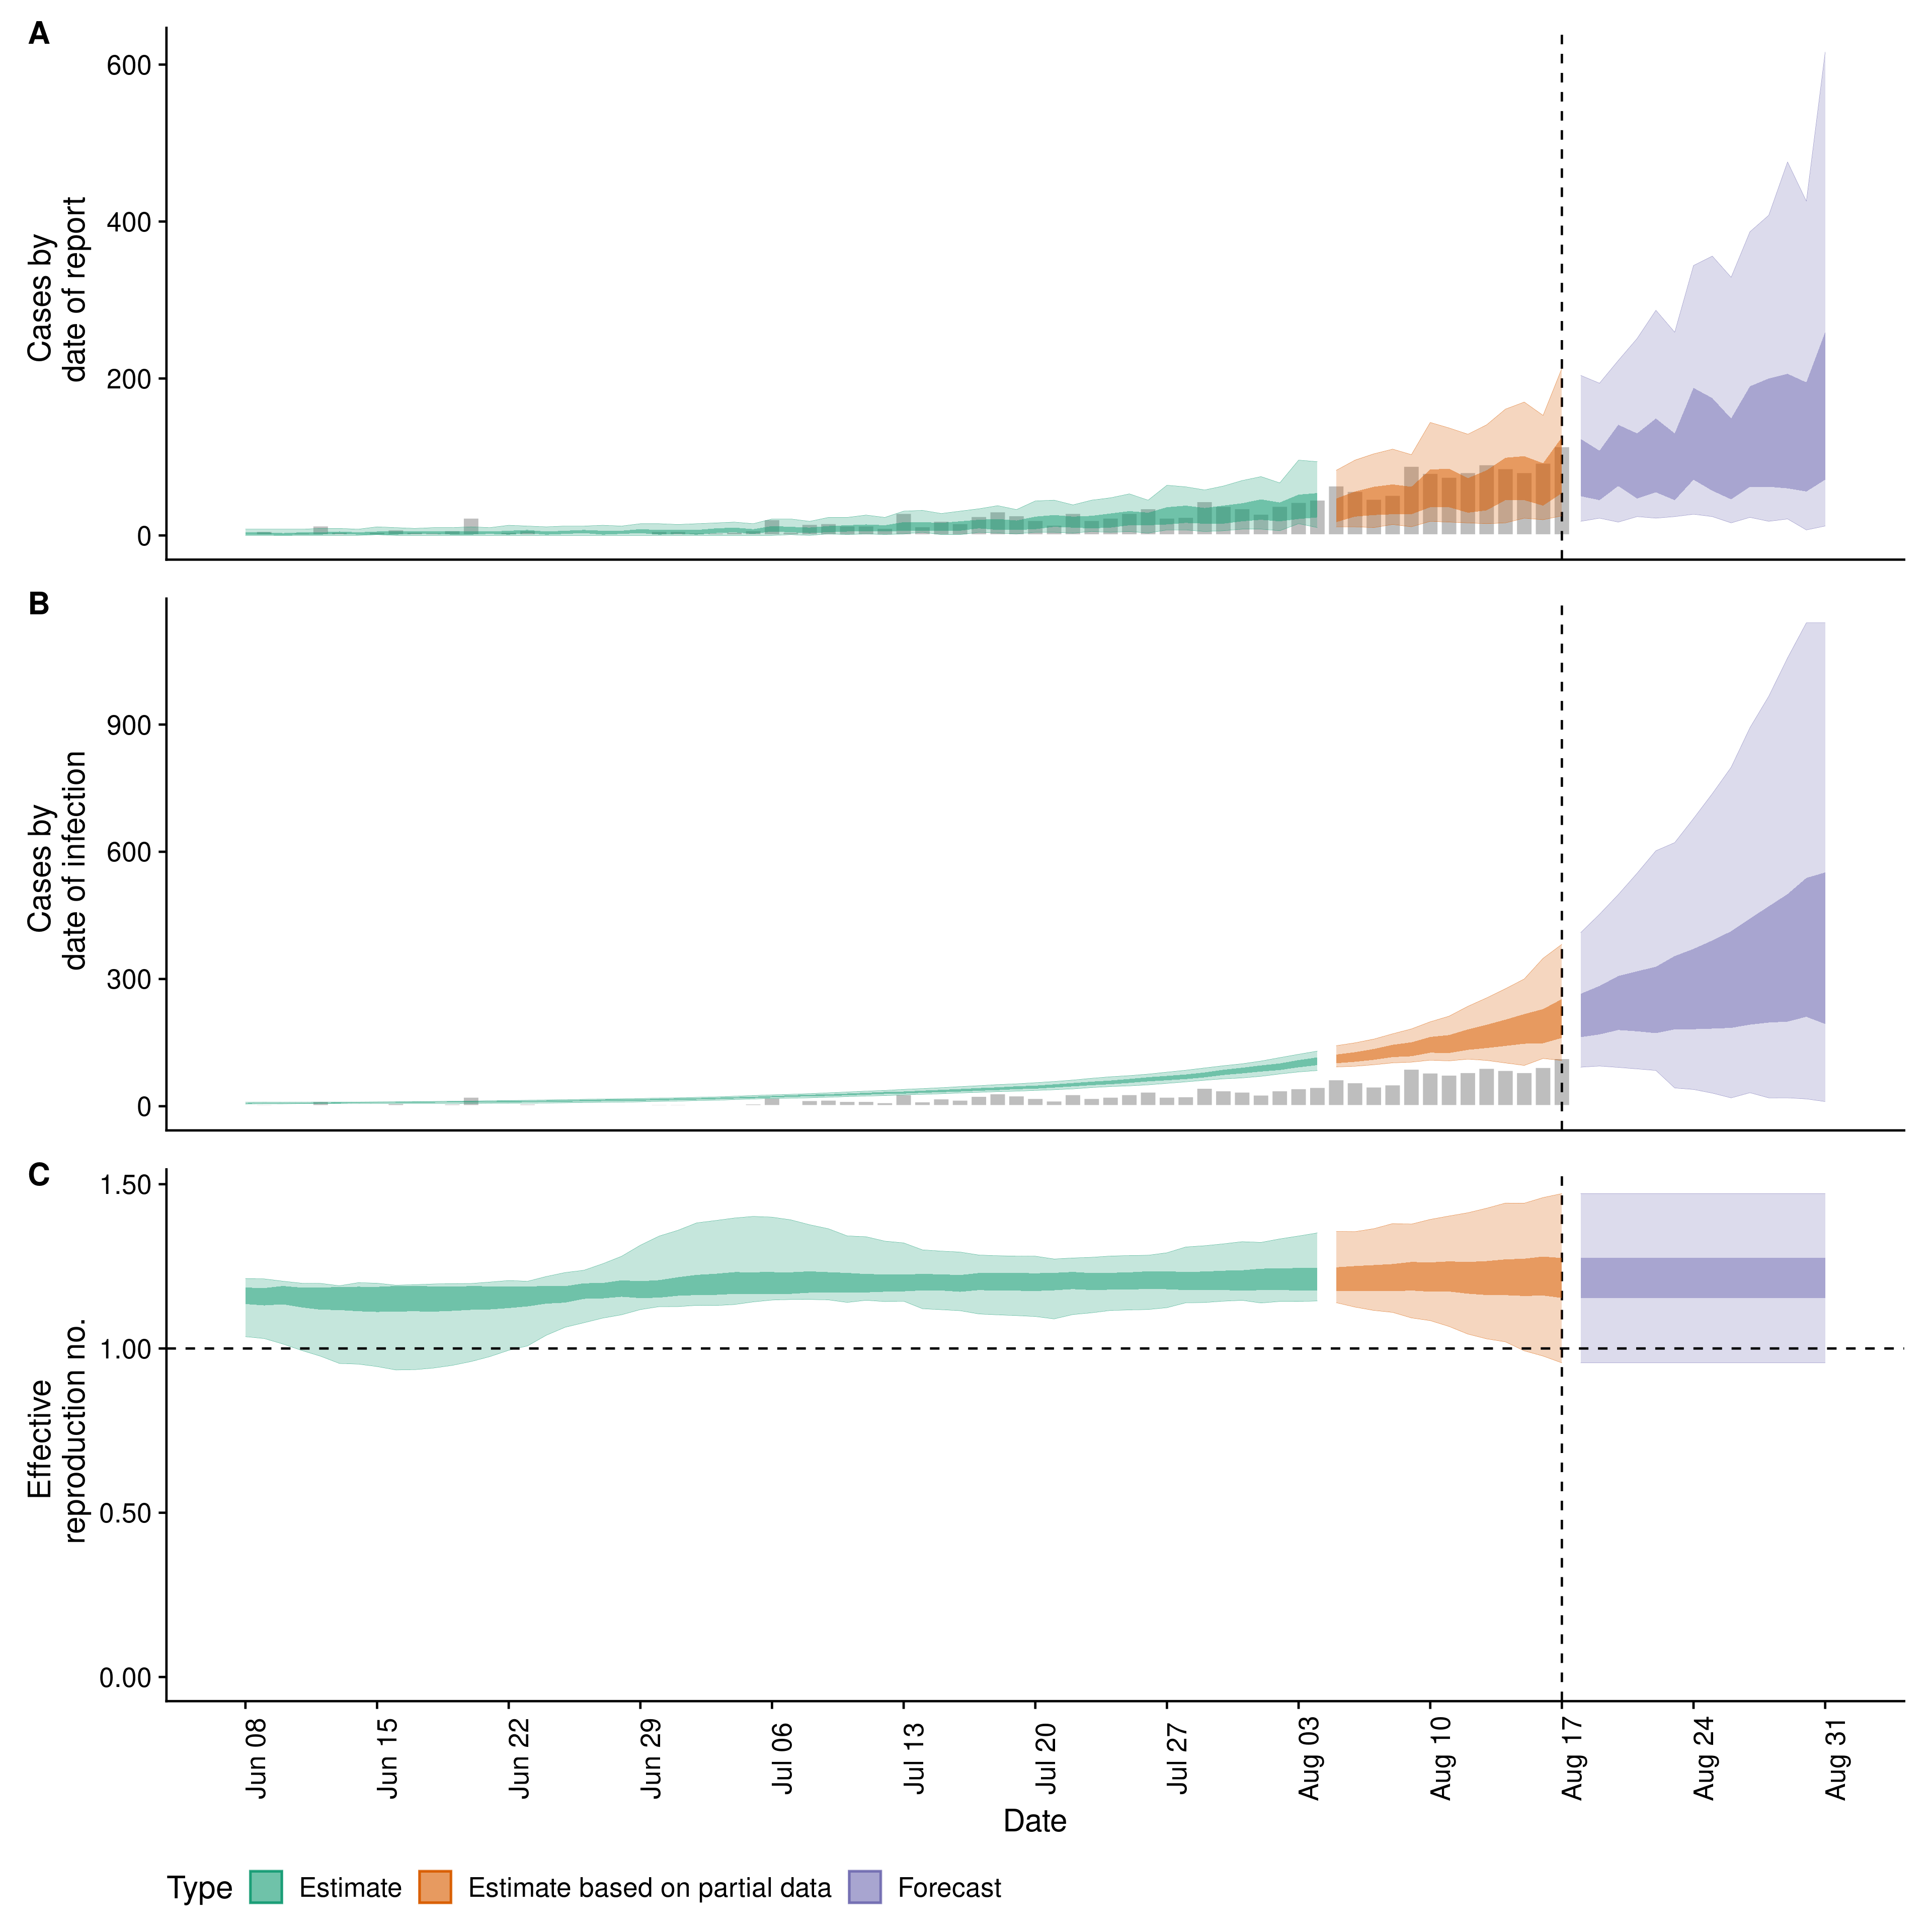 A
Cases by
date of report
600
400
200
0
B
Cases by
date of infection
900
600
300
0
C
Effective
reproduction no.
1.50
1.00
0.50
0.00
Jun 08
Jun 15
Jun 22
Jun 29
Jul 06
Jul 13
Jul 20
Jul 27
Aug 03
Aug 10
Aug 17
Aug 24
Aug 31
Date
Type Estimate Estimate based on partial data Forecast